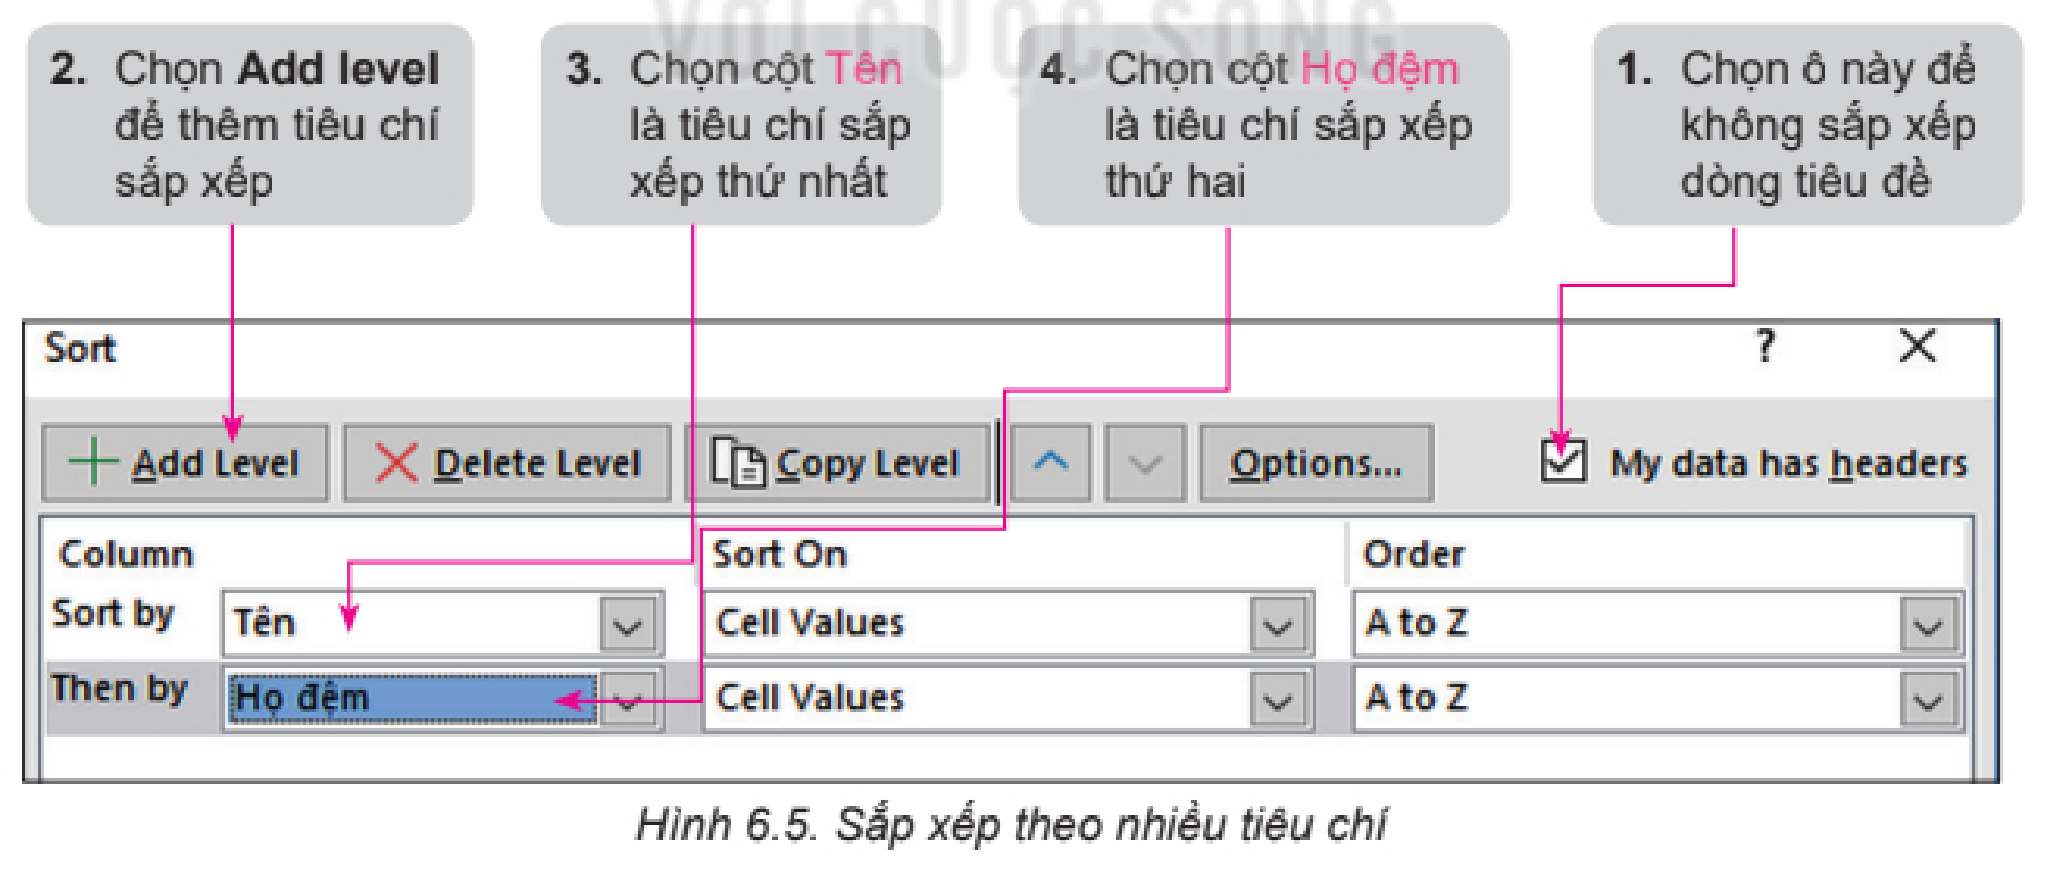 VỚI CUỘC SỐNG
2. Chọn Add level
để thêm tiêu chí
sắp xếp
3. Chọn cột Tên
là tiêu chí sắp
xếp thứ nhất
4. Chọn cột Họ đệm
là tiêu chí sắp xếp
thứ hai
1. Chọn ô này để
không sắp xếp
dòng tiêu đề
Sort ?
Add Level Delete Level Copy Level Options... My data has headers
Column Sort On Order
Sort by Tên Cell Values A to Z
Then by Họ đệm Cell Values A to Z
Hình 6.5. Sắp xếp theo nhiều tiêu chí